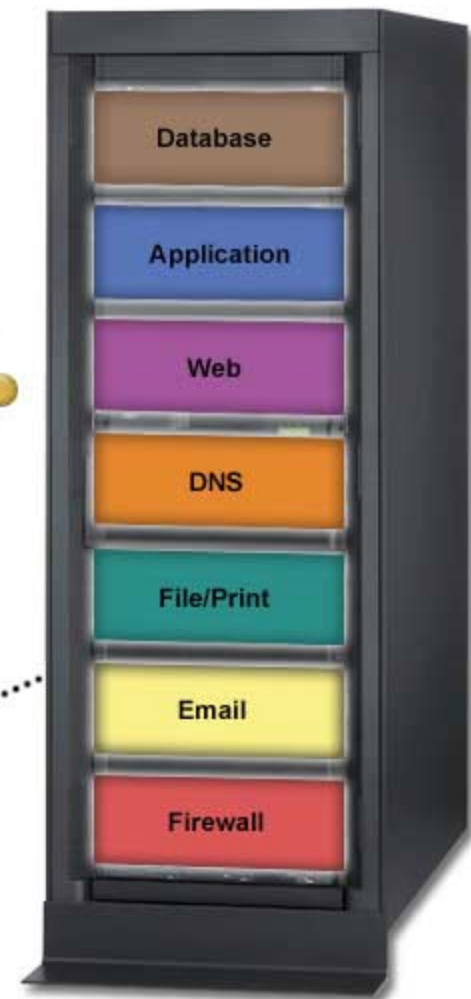 Database
Application
Web
DNS
File/Print
Email
Firewall